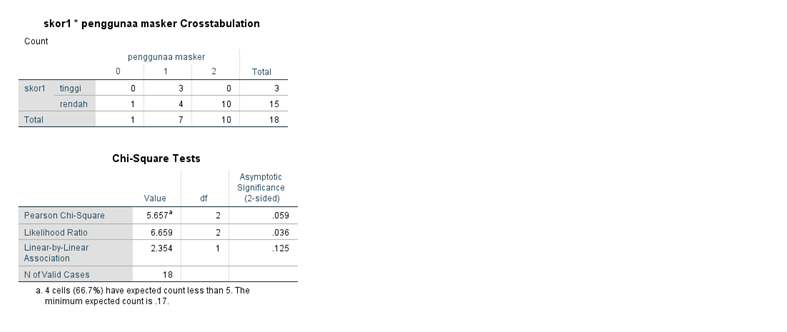 skor1 * penggunaa masker Crosstabulation
Count
penggunaa masker
0 1 2 Total
skor1 tinggi 0 3 0 3
rendah 1 4 10 15
Total 1 7 10 18
Chi-Square Tests
Asymptotic
Significance
Value df (2-sided)
Pearson Chi-Square 5.657a 2 .059
Likelihood Ratio 6.659 2 .036
Linear-by-Linear
Association 2.354 1 .125
N of Valid Cases 18
a. 4 cells (66.7%) have expected count less than 5. The
minimum expected count is .17.